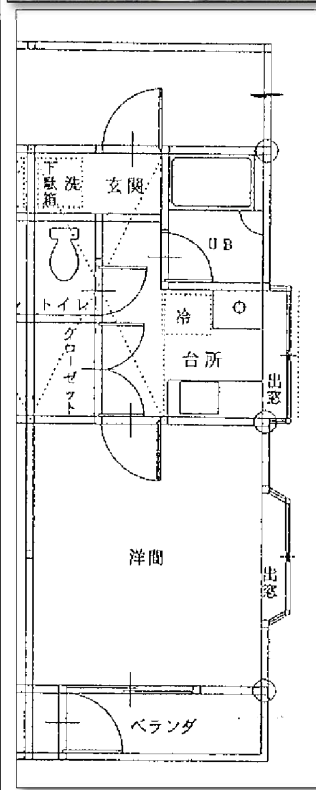 下駄箱
洗
玄関
UB
トイレ
冷
台所
クローゼット
出窓
洋間
出窓
ベランダ